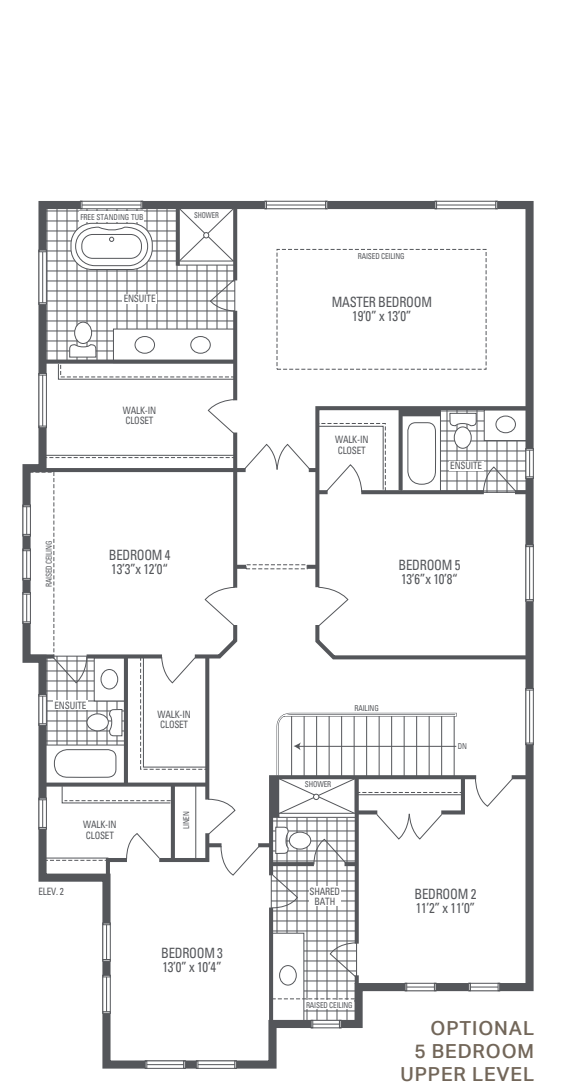 FREE STANDING TUB
SHOWER
ENSUITE
RAISED CEILING
MASTER BEDROOM
19'0" x 13'0"
WALK-IN
CLOSET
WALK-IN
CLOSET
ENSUITE
RAISED CEILING
BEDROOM 4
13'3" x 12'0"
BEDROOM 5
13'6" x 10'8"
ENSUITE
WALK-IN
CLOSET
RAILING
DN
SHOWER
WALK-IN
CLOSET
LINEN
ELEV. 2
SHARED
BATH
BEDROOM 2
11'2" x 11'0"
BEDROOM 3
13'0" x 10'4"
RAISED CEILING
OPTIONAL
5 BEDROOM
UPPER LEVEL